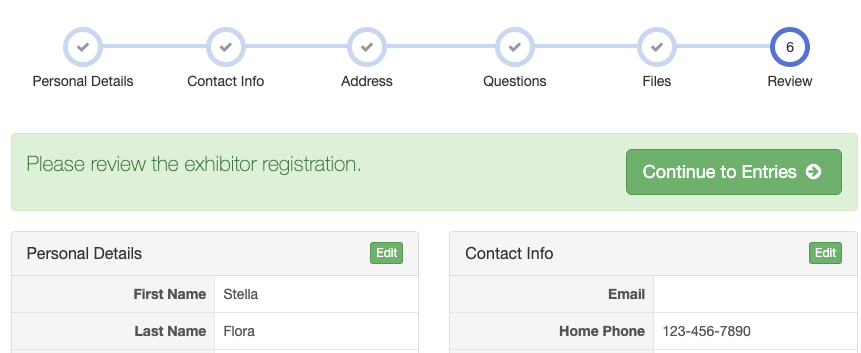 6
Personal Details
Contact Info
Address
Questions
Files
Review
Please review the exhibitor registration.
Continue to Entries
Personal Details
Edit
First Name Stella
Last Name Flora
Contact Info
Edit
Email
Home Phone 123-456-7890